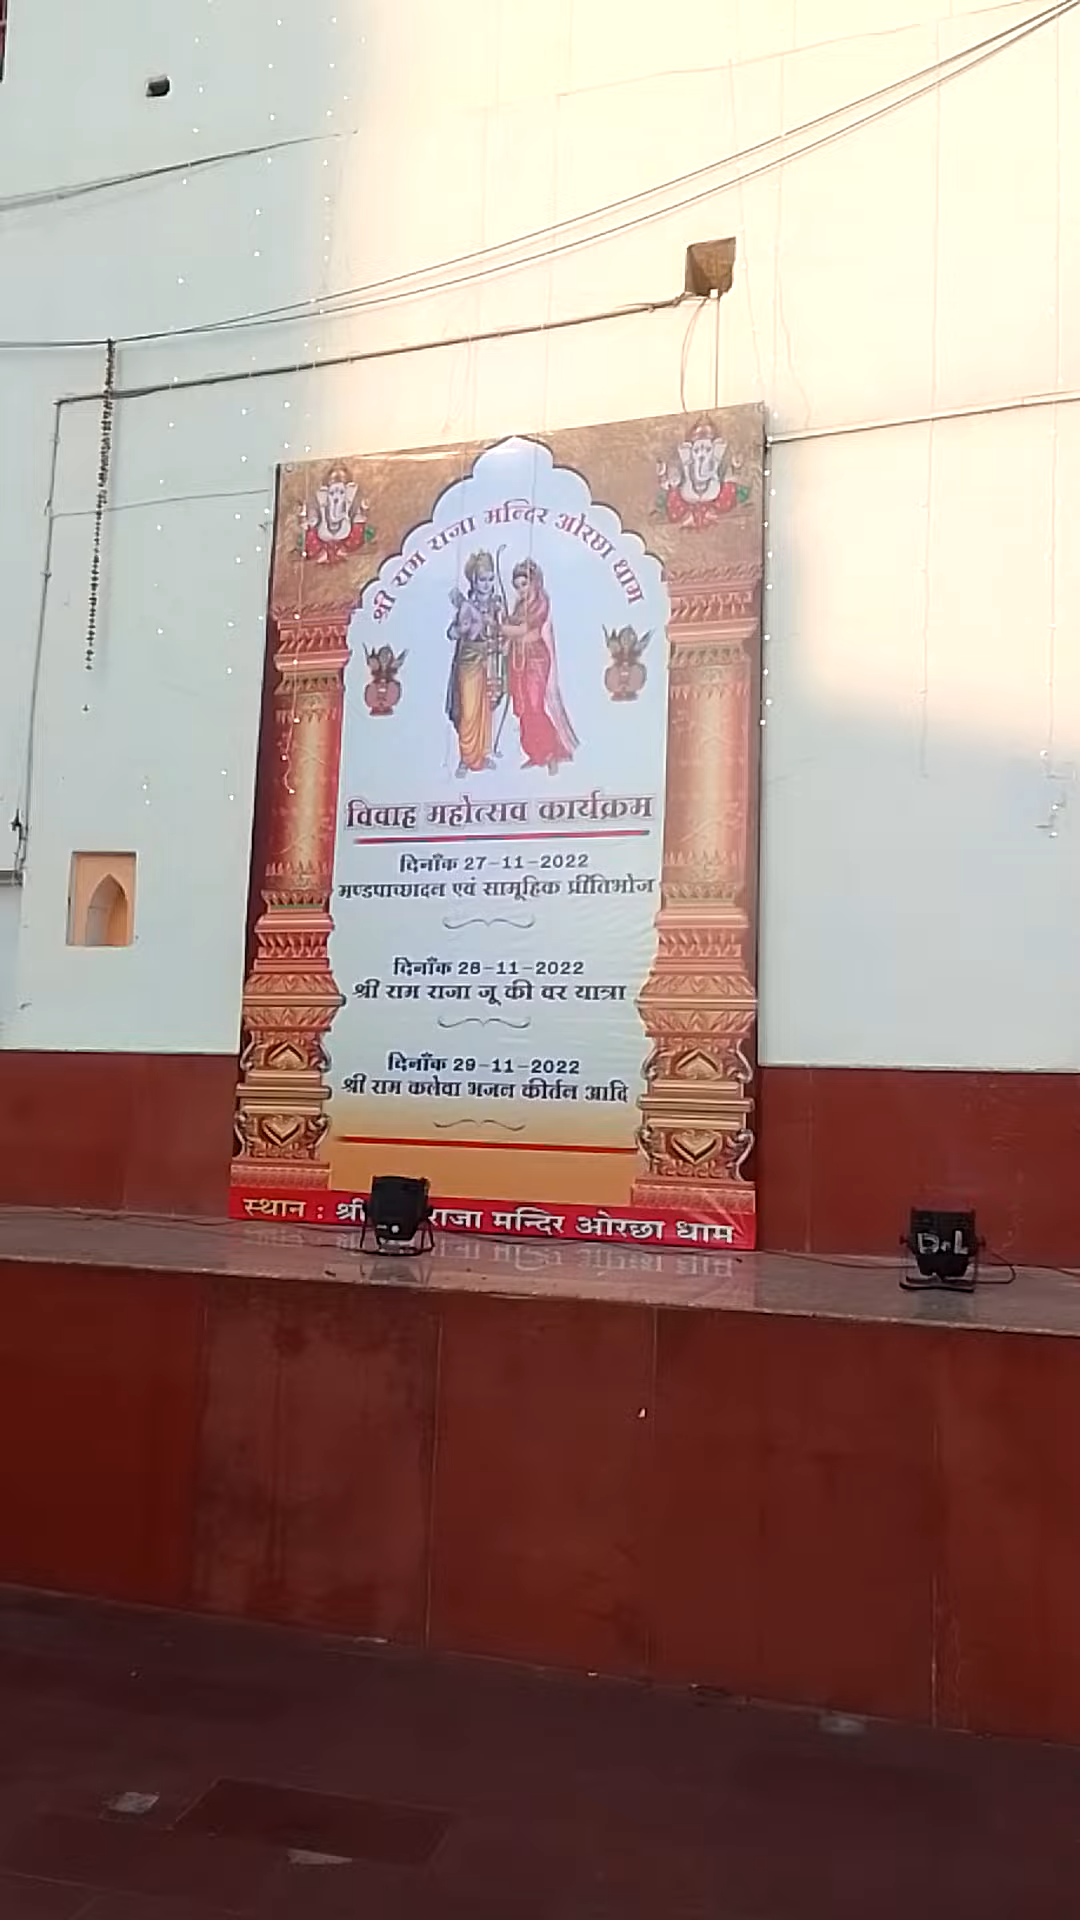 श्री राम राजा मन्दिर ओरछा धाम
विवाह महोत्सव कार्यक्रम
दिनाँक 27-11-2022
मण्डपाच्छादन एवं सामूहिक प्रीतिभोज
दिनाँक 28-11-2022
श्री राम राजा जू की वर यात्रा
दिनाँक 29-11-2022
श्री राम कलेवा भजन कीर्तन आदि
स्थान : श्री राजा मन्दिर ओरछा धाम
D.L